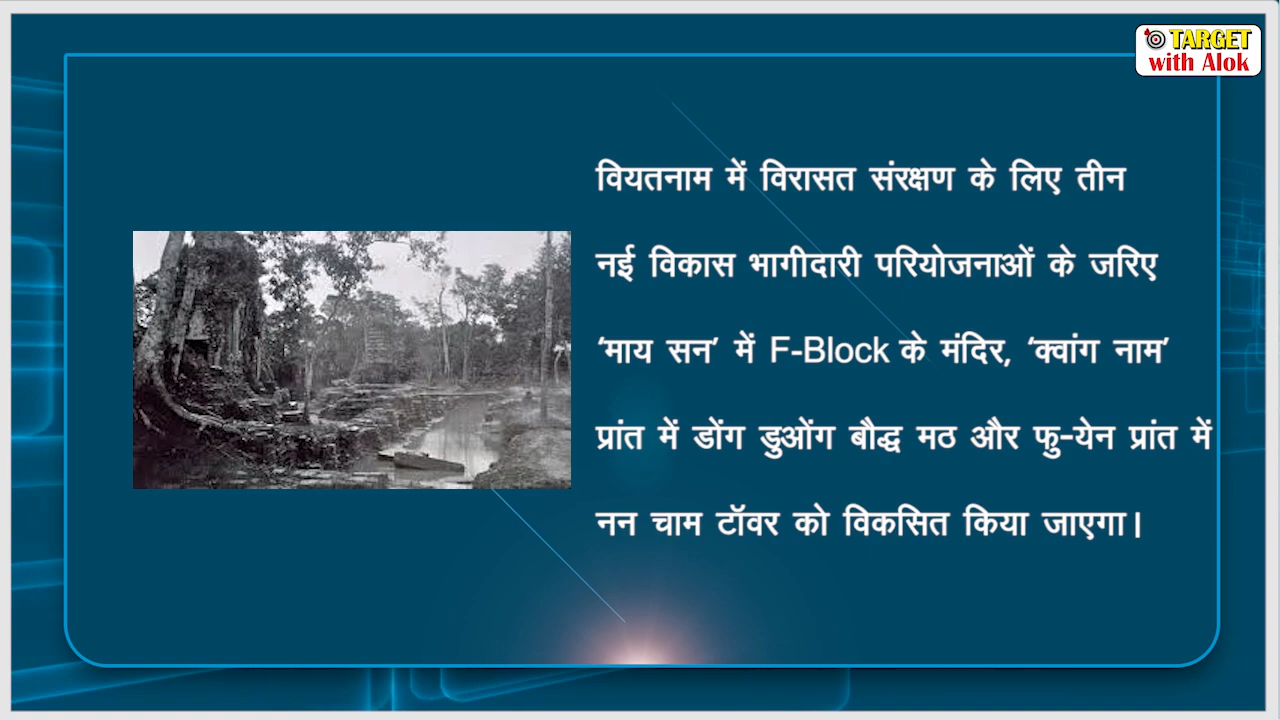 TARGET
with Alok
वियतनाम में विरासत संरक्षण के लिए तीन
नई विकास भागीदारी परियोजनाओं के जरिए
‘माय सन’ में F-Block के मंदिर, ‘क्वांग नाम’
प्रांत में डोंग डुओंग बौद्ध मठ और फु-येन प्रांत में
नन चाम टॉवर को विकसित किया जाएगा।